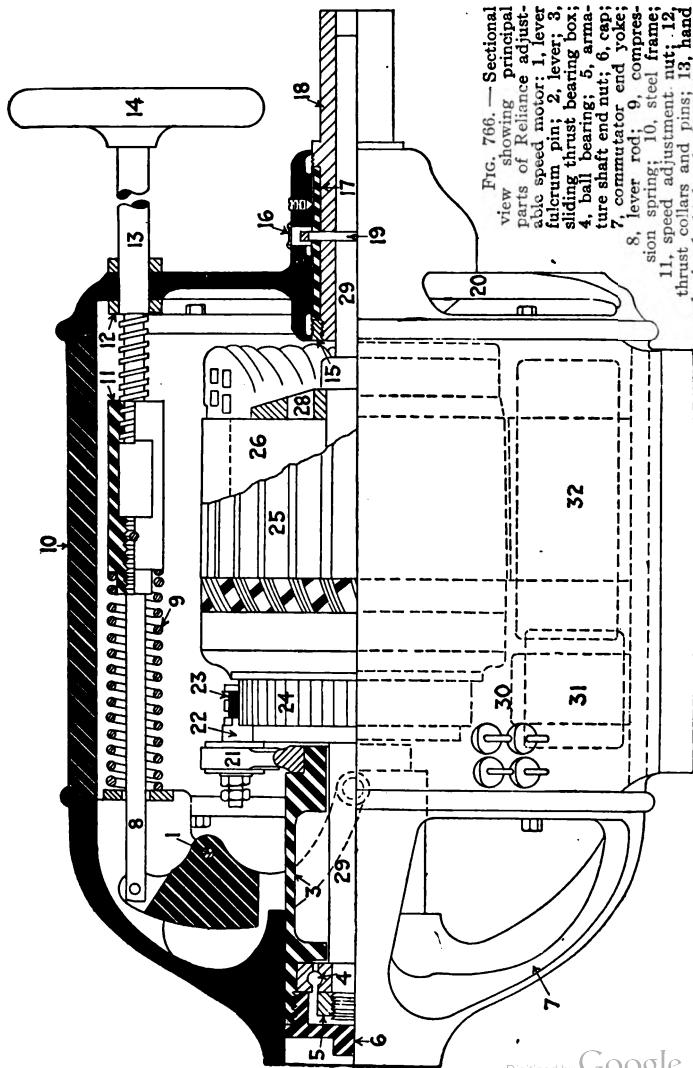 14
18
13
16
17
19
12
29
20
11
15
28
10
26
25
32
9
23
24
22
30
31
21
8
1
3
29
4
5
6
7
FIG. 766.—Sectional
view showing principal
parts of Reliance adjust-
able speed motor: 1, lever
fulcrum pin; 2, lever; 3,
sliding thrust bearing box;
4, ball bearing; 5, arma-
ture shaft end nut; 6, cap;
7, commutator end yoke;
8, lever rod; 9, compres-
sion spring; 10, steel frame;
11, speed adjustment nut; 12,
thrust collars and pins; 13, hand
Google